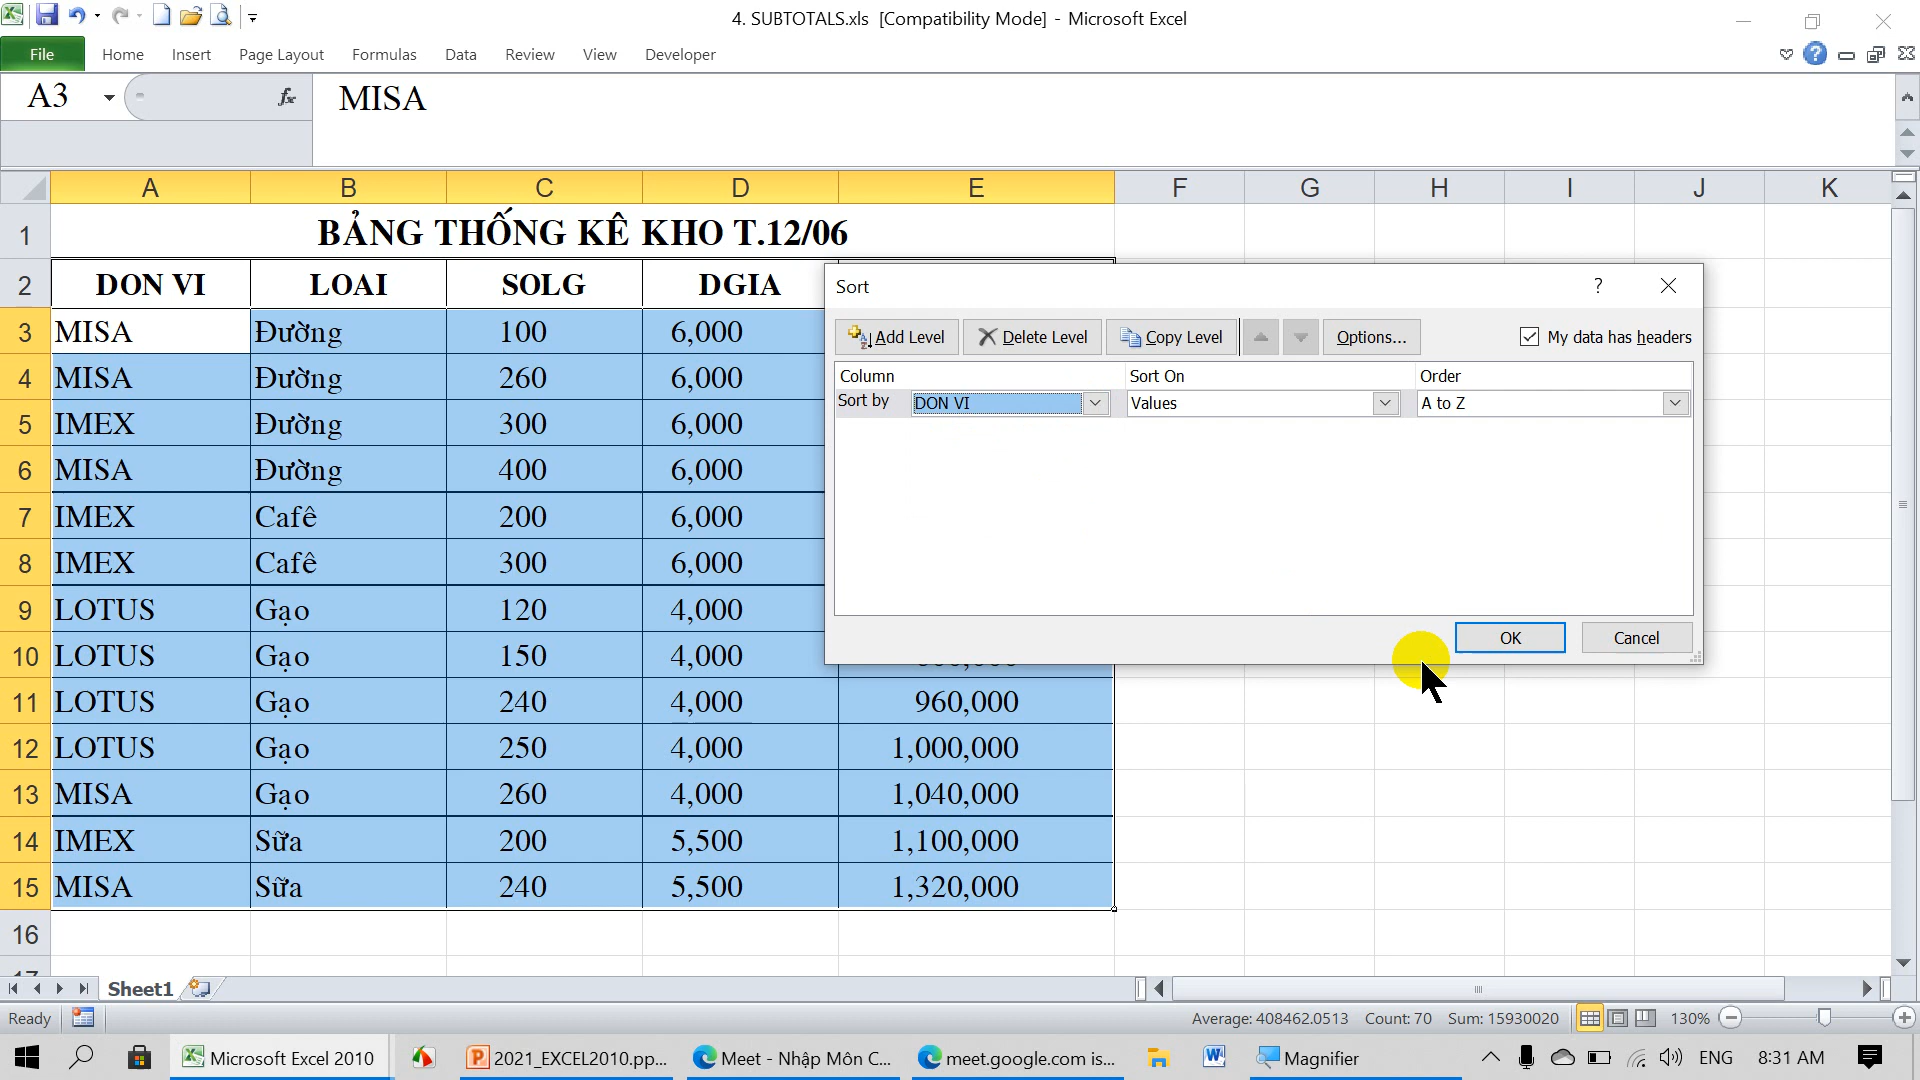 4. SUBTOTALS.xls [Compatibility Mode] - Microsoft Excel
File Home Insert Page Layout Formulas Data Review View Developer
A3 fx MISA
A B C D E F G H I J K
1 BẢNG THỐNG KÊ KHO T.12/06
2 DON VI LOAI SOLG DGIA
3 MISA Đường 100 6,000
4 MISA Đường 260 6,000
5 IMEX Đường 300 6,000
6 MISA Đường 400 6,000
7 IMEX Cafê 200 6,000
8 IMEX Cafê 300 6,000
9 LOTUS Gạo 120 4,000
10 LOTUS Gạo 150 4,000
11 LOTUS Gạo 240 4,000 960,000
12 LOTUS Gạo 250 4,000 1,000,000
13 MISA Gạo 260 4,000 1,040,000
14 IMEX Sữa 200 5,500 1,100,000
15 MISA Sữa 240 5,500 1,320,000
16
Sort ?
Add Level Delete Level Copy Level Options... My data has headers
Column Sort On Order
Sort by DON VI Values A to Z
OK Cancel
Sheet1
Ready Average: 408462.0513 Count: 70 Sum: 15930020 130%
Microsoft Excel 2010 2021_EXCEL2010.pp... Meet - Nhập Môn C... meet.google.com is... Magnifier ENG 8:31 AM